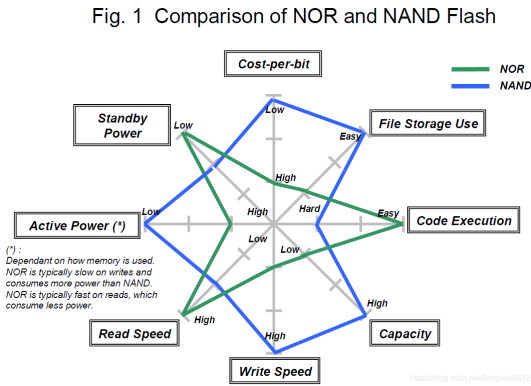 Fig. 1 Comparison of NOR and NAND Flash
Cost-per-bit
NOR
NAND
Standby
Power
Low
Low
File Storage Use
Easy
High
Active Power (*)
Low
High
Hard
Easy
Code Execution
(*) :
Dependant on how memory is used.
NOR is typically slow on writes and
consumes more power than NAND.
NOR is typically fast on reads, which
consume less power.
Low
Low
Read Speed
High
High
High
Capacity
Write Speed